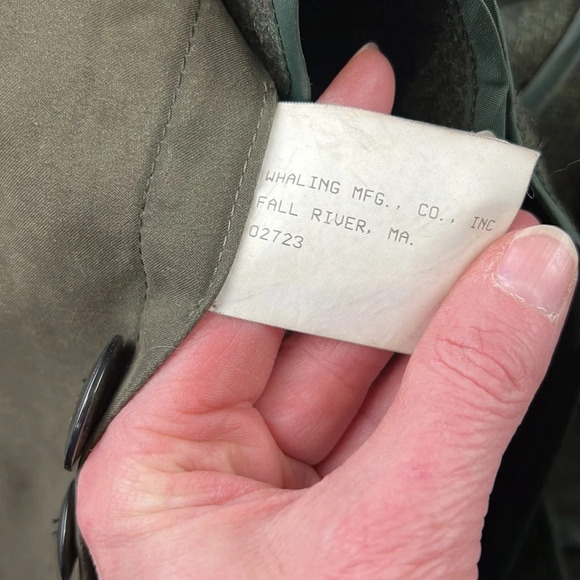 WHALING MFG., CO., INC
FALL RIVER, MA.
02723